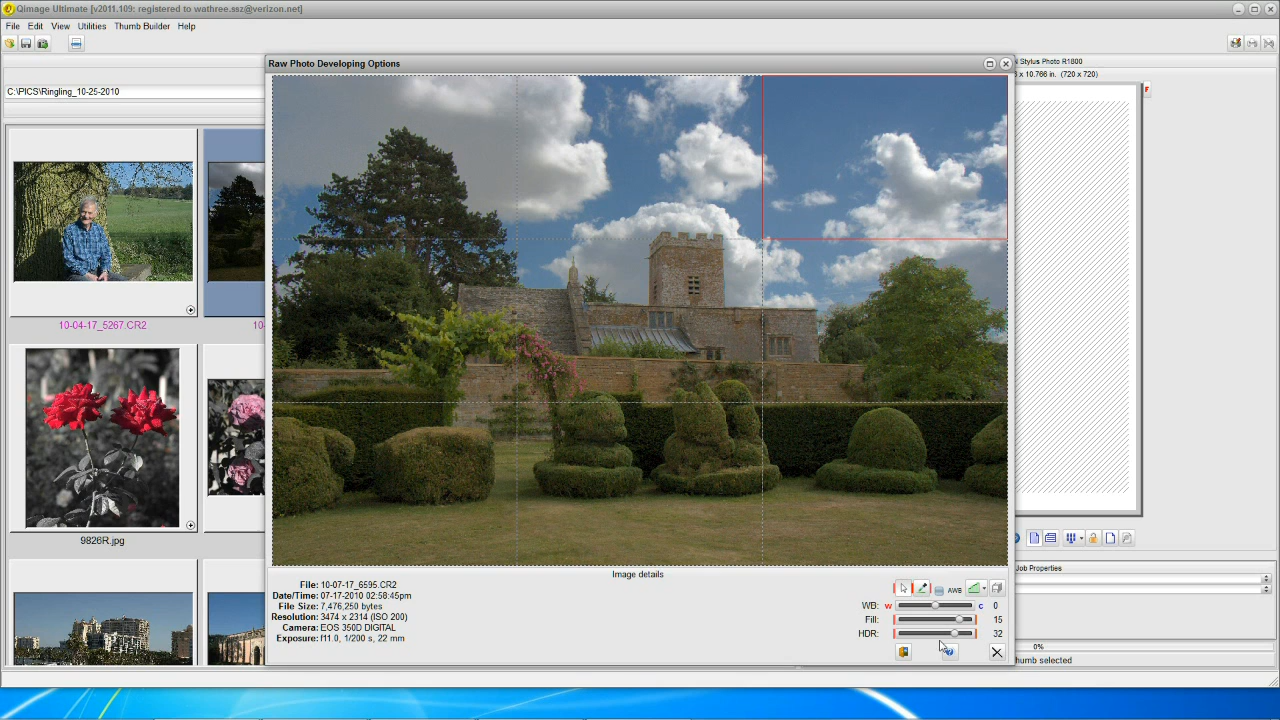 Qimage Ultimate [v2011.109: registered to wathree.ssz@verizon.net]
File Edit View Utilities Thumb Builder Help
Raw Photo Developing Options
Stylus Photo R1800
x 10.766 in. (720 x 720)
C:\PICS\Ringling_10-25-2010
F
10-04-17_5267.CR2
10-
9826R.jpg
Image details
File: 10-07-17_6595.CR2
Date/Time: 07-17-2010 02:58:45pm
File Size: 7,476,250 bytes
Resolution: 3474 x 2314 (ISO 200)
Camera: EOS 350D DIGITAL
Exposure: f11.0, 1/200 s, 22 mm
AWB
WB: W C 0
Fill: 15
HDR: 32
Job Properties
0%
humb selected